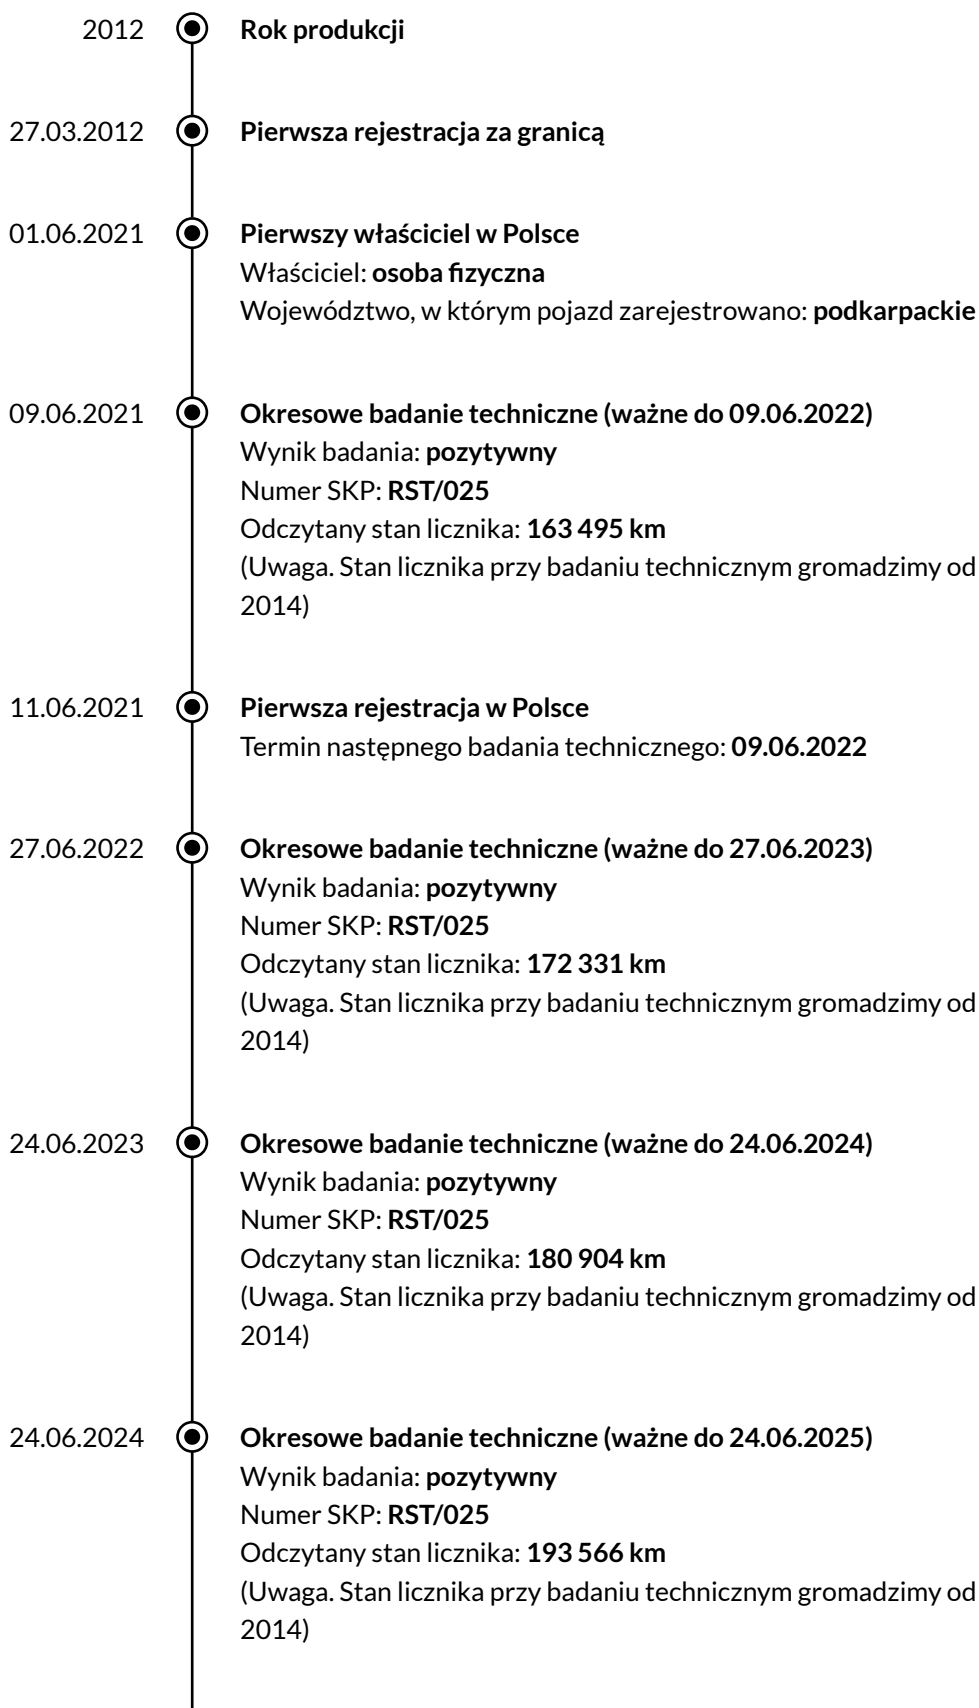 2012 Rok produkcji
27.03.2012 Pierwsza rejestracja za granicą
01.06.2021 Pierwszy właściciel w Polsce
Właściciel: osoba fizyczna
Województwo, w którym pojazd zarejestrowano: podkarpackie
09.06.2021 Okresowe badanie techniczne (ważne do 09.06.2022)
Wynik badania: pozytywny
Numer SKP: RST/025
Odczytany stan licznika: 163 495 km
(Uwaga. Stan licznika przy badaniu technicznym gromadzimy od
2014)
11.06.2021 Pierwsza rejestracja w Polsce
Termin następnego badania technicznego: 09.06.2022
27.06.2022 Okresowe badanie techniczne (ważne do 27.06.2023)
Wynik badania: pozytywny
Numer SKP: RST/025
Odczytany stan licznika: 172 331 km
(Uwaga. Stan licznika przy badaniu technicznym gromadzimy od
2014)
24.06.2023 Okresowe badanie techniczne (ważne do 24.06.2024)
Wynik badania: pozytywny
Numer SKP: RST/025
Odczytany stan licznika: 180 904 km
(Uwaga. Stan licznika przy badaniu technicznym gromadzimy od
2014)
24.06.2024 Okresowe badanie techniczne (ważne do 24.06.2025)
Wynik badania: pozytywny
Numer SKP: RST/025
Odczytany stan licznika: 193 566 km
(Uwaga. Stan licznika przy badaniu technicznym gromadzimy od
2014)